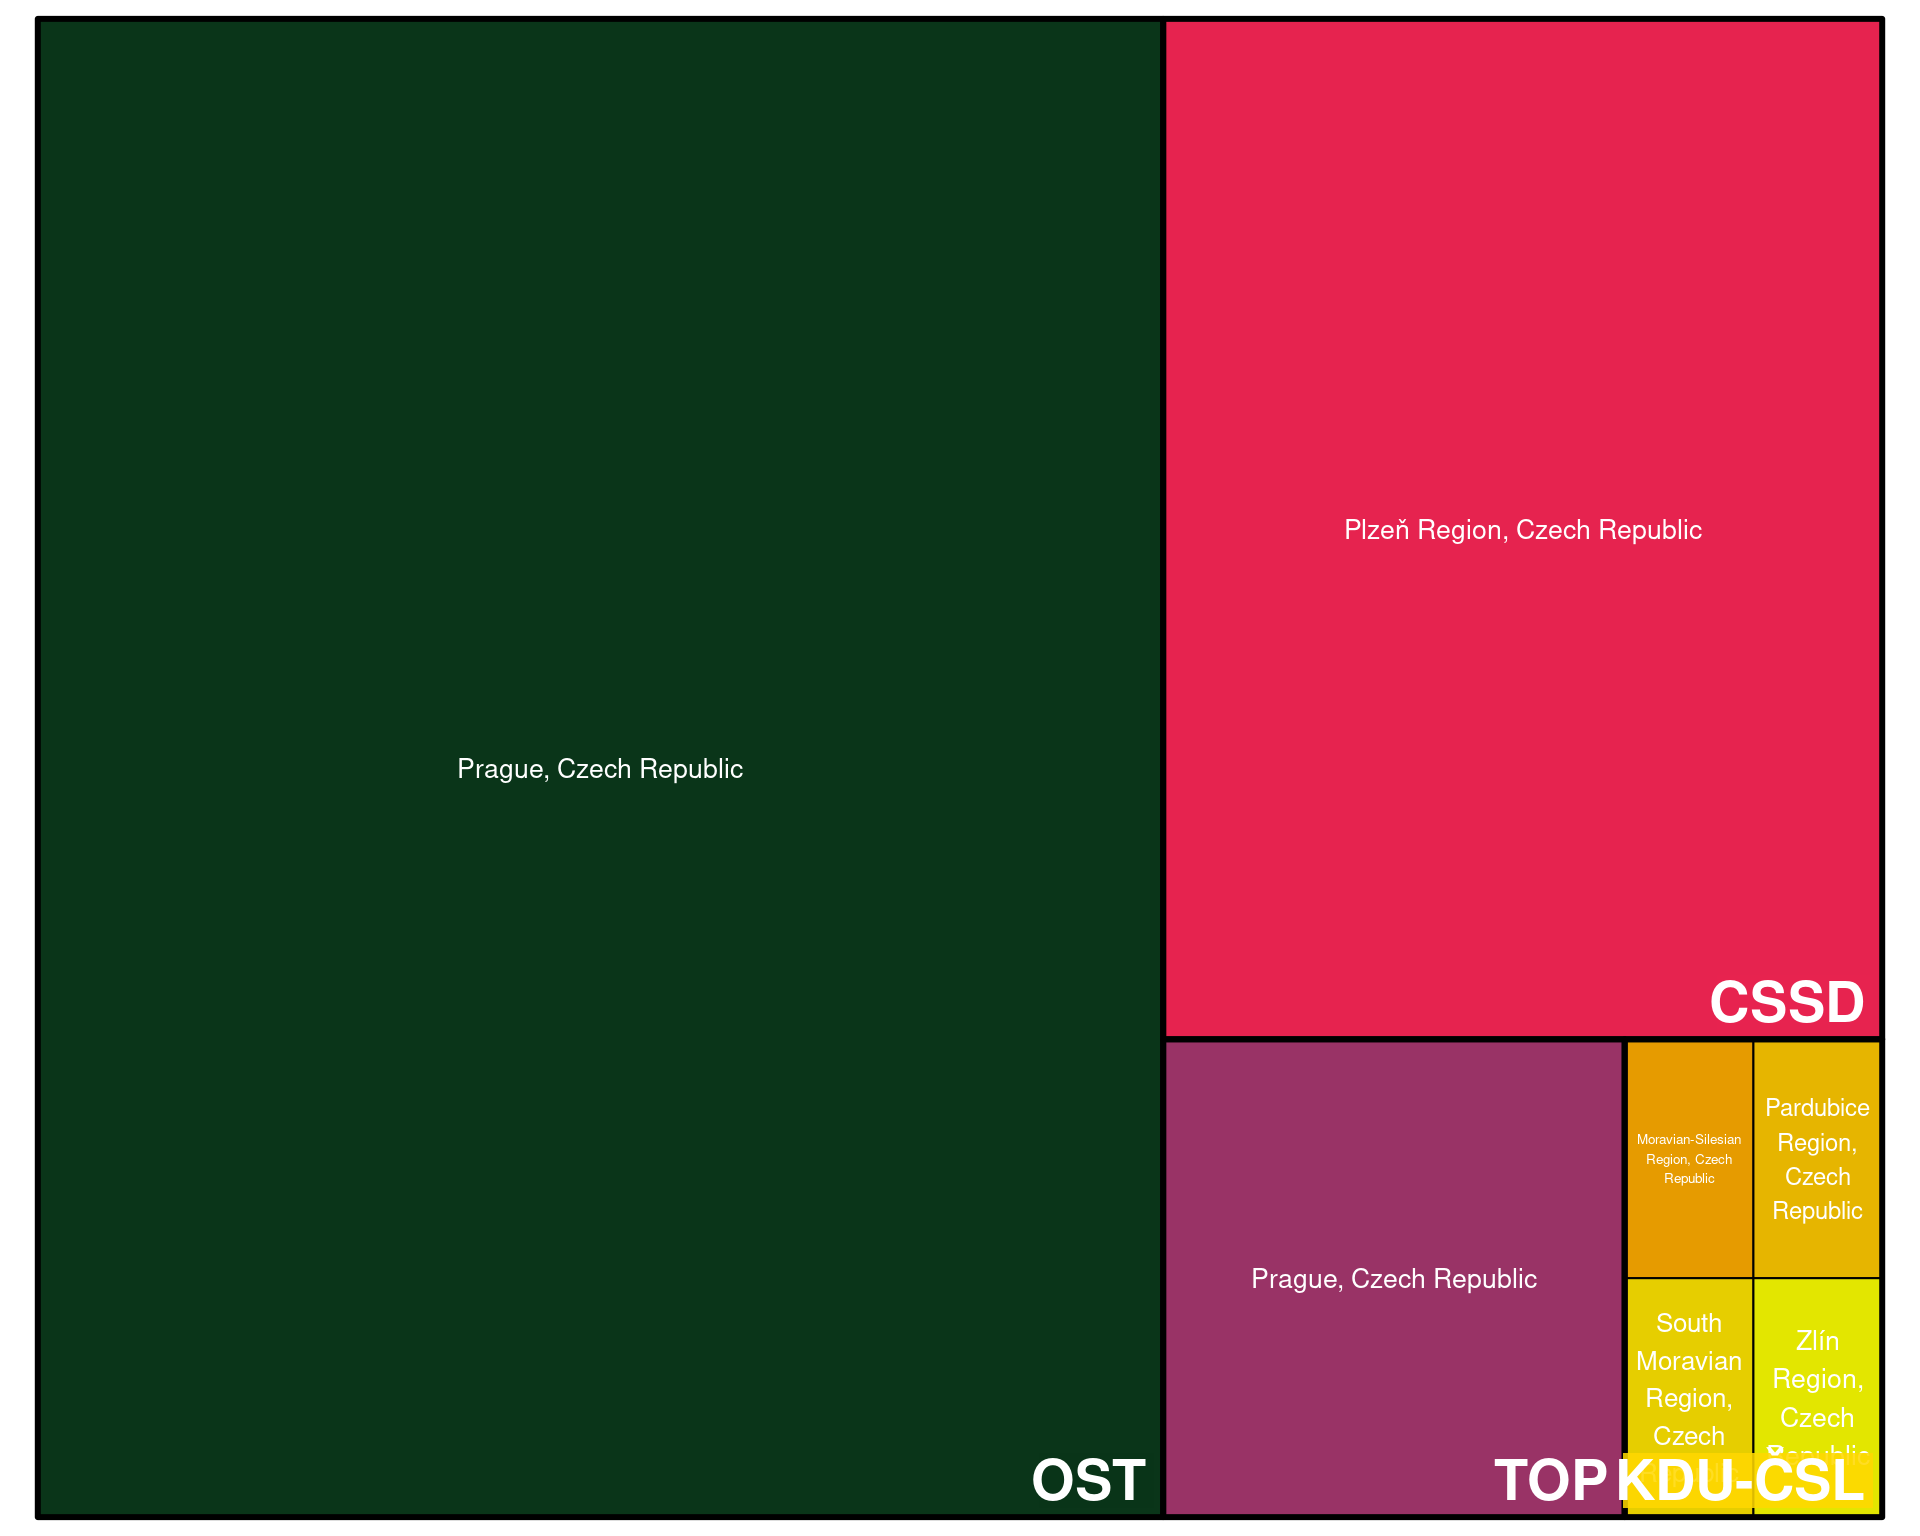 Prague, Czech Republic
OST
Plzeň Region, Czech Republic
CSSD
Prague, Czech Republic
TOP
Moravian-Silesian
Region, Czech
Republic
Pardubice
Region,
Czech
Republic
South
Moravian
Region,
Czech
Zlín
Region,
Czech
Republic
KDU-ČSL